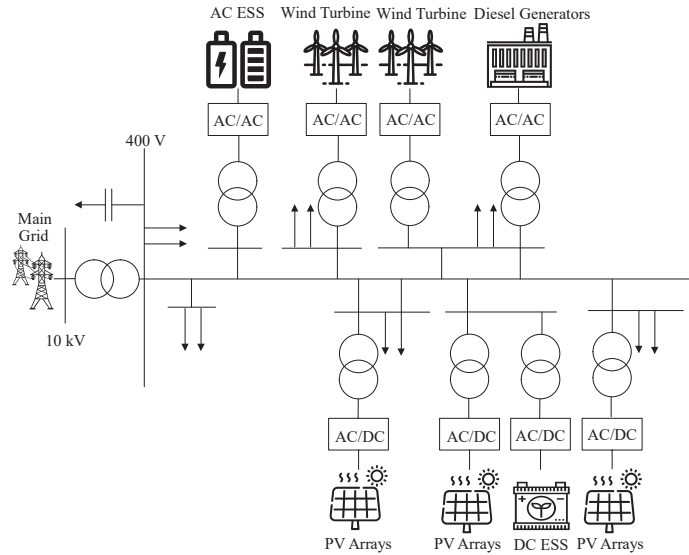 AC ESS
Wind Turbine
Wind Turbine
Diesel Generators
AC/AC
AC/AC
AC/AC
AC/AC
400 V
Main
Grid
10 kV
AC/DC
AC/DC
AC/DC
AC/DC
+
-
PV Arrays
PV Arrays
DC ESS
PV Arrays